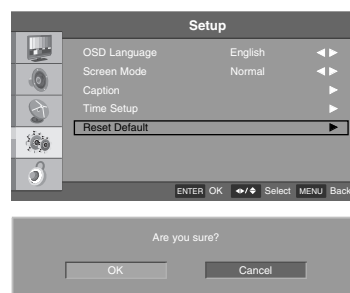 Setup
OSD Language English
Screen Mode Normal
Caption
Time Setup
Reset Default
ENTER OK Select MENU Back
Are you sure?
OK Cancel